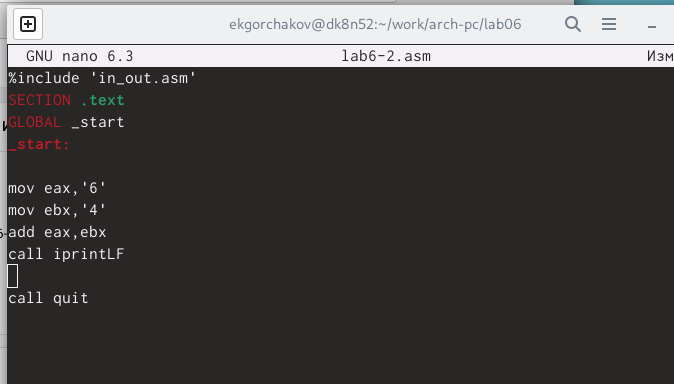 ekgorchakov@dk8n52:~/work/arch-pc/lab06
GNU nano 6.3 lab6-2.asm Изм
%include 'in_out.asm'
SECTION .text
GLOBAL _start
_start:
mov eax,'6'
mov ebx,'4'
add eax,ebx
call iprintLF
call quit